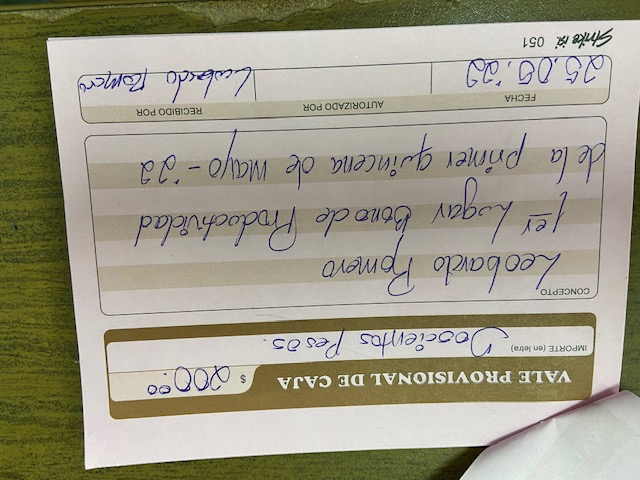 VALE PROVISIONAL DE CAJA
$ 200.00
IMPORTE (en letra)
Doscientos Pesos.
CONCEPTO
Leobardo Romero
1er Lugar Bono de Productividad
de la primer quincena de mayo-'22
FECHA
AUTORIZADO POR
RECIBIDO POR
25.05.'22
Leobardo Romero
051